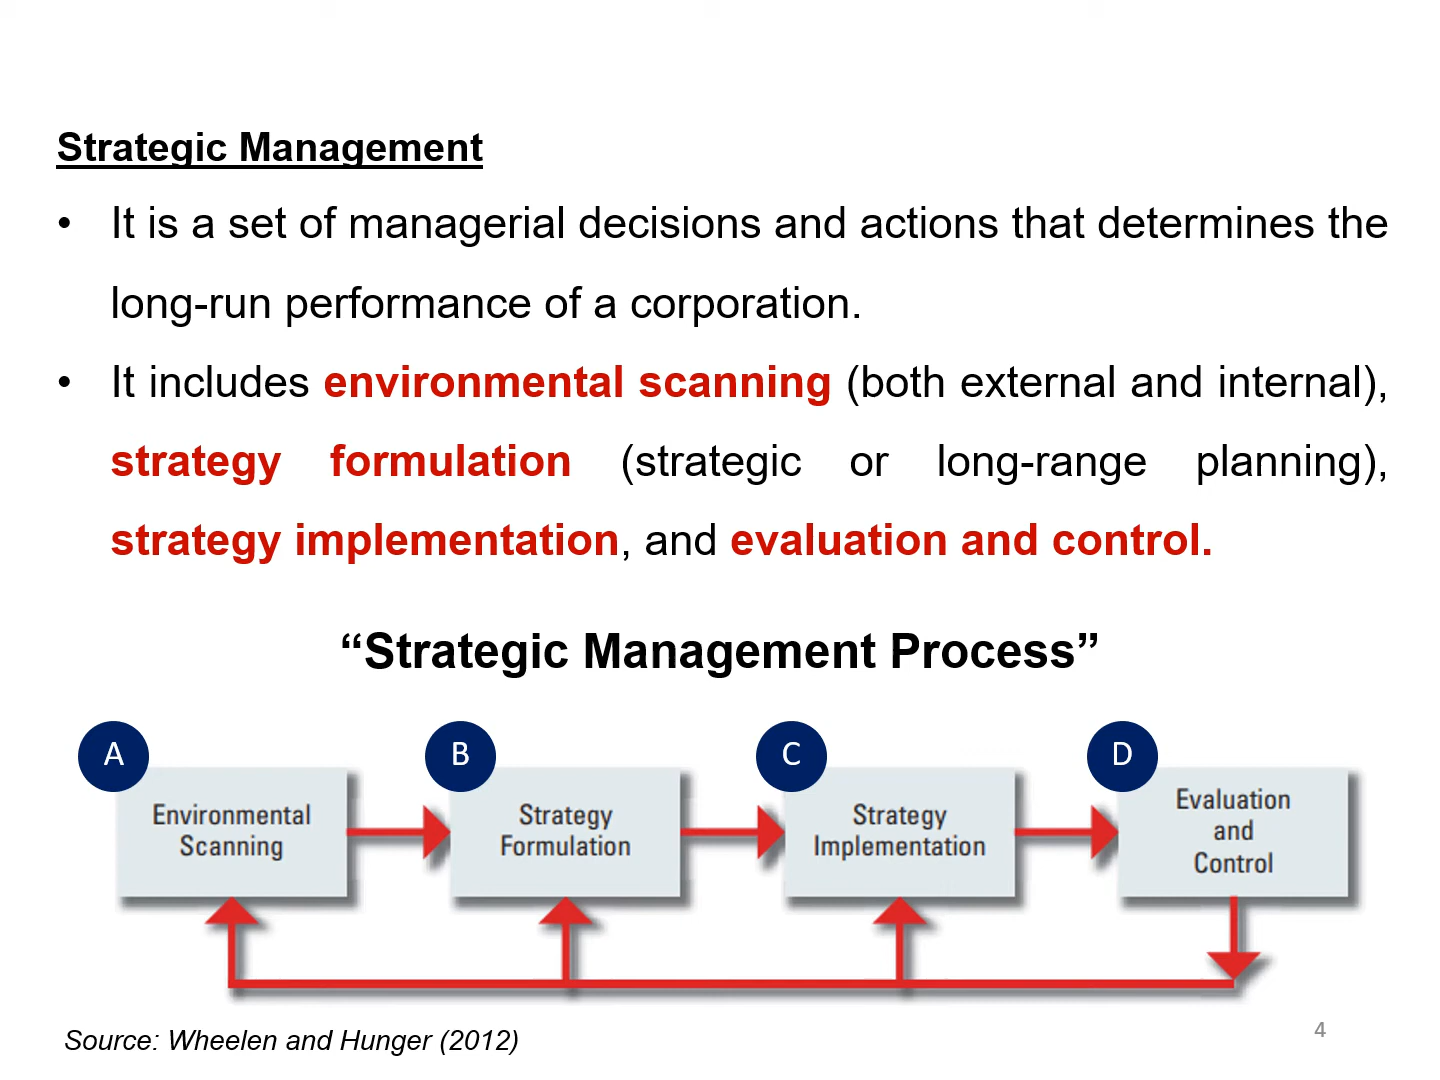 Strategic Management
• It is a set of managerial decisions and actions that determines the
long-run performance of a corporation.
• It includes environmental scanning (both external and internal),
strategy formulation (strategic or long-range planning),
strategy implementation, and evaluation and control.
“Strategic Management Process”
A
Environmental
Scanning
B
Strategy
Formulation
C
Strategy
Implementation
D
Evaluation
and
Control
Source: Wheelen and Hunger (2012)
4